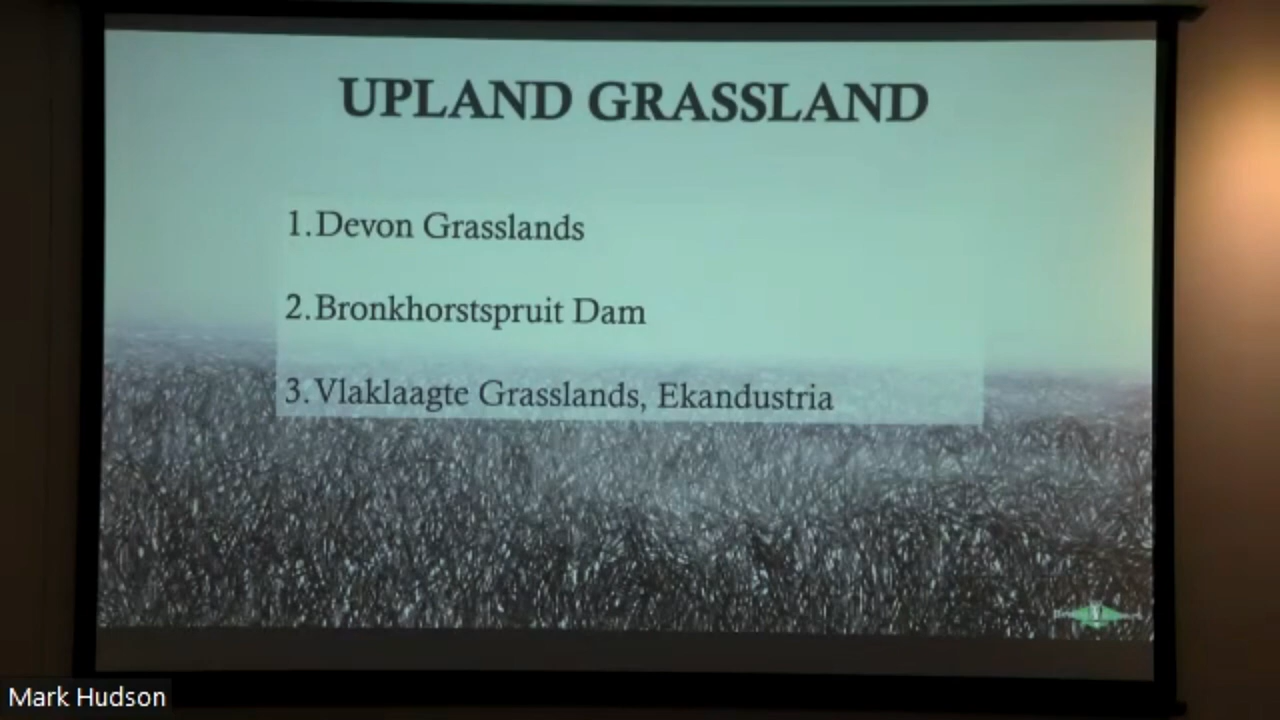 UPLAND GRASSLAND
1. Devon Grasslands
2. Bronkhorstspruit Dam
3. Vlaklaagte Grasslands, Ekandustria
Mark Hudson